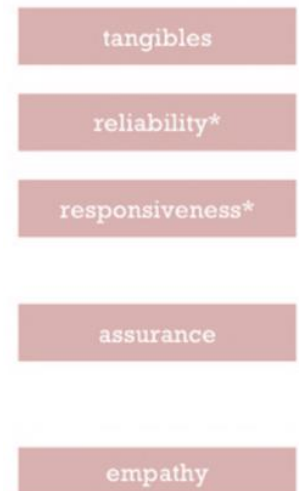 tangibles
reliability*
responsiveness*
assurance
empathy